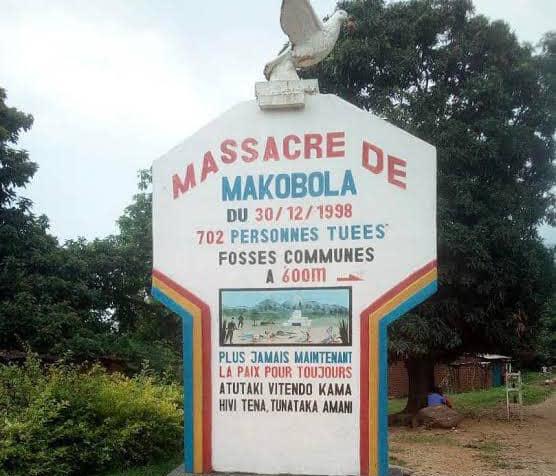 MASSACRE DE
MAKOBOLA
DU 30/12/1998
702 PERSONNES TUEES
FOSSES COMMUNES
A 600m
PLUS JAMAIS MAINTENANT
LA PAIX POUR TOUJOURS
ATUTAKI VITENDO KAMA
HIVI TENA, TUNATAKA AMANI